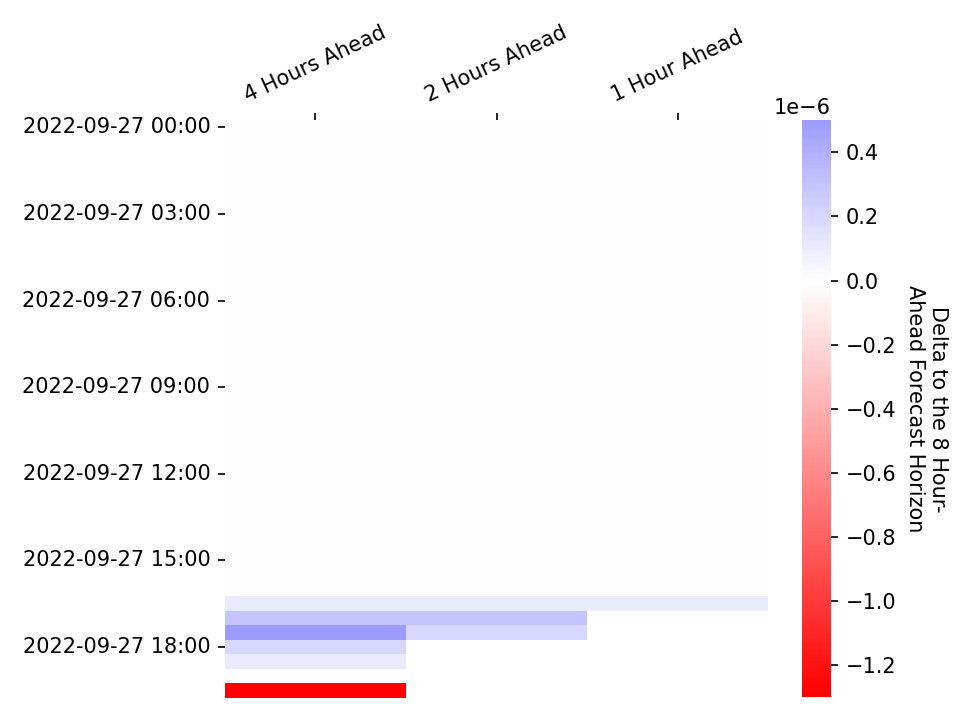 4 Hours Ahead
2 Hours Ahead
1 Hour Ahead
1e−6
2022-09-27 00:00
2022-09-27 03:00
2022-09-27 06:00
2022-09-27 09:00
2022-09-27 12:00
2022-09-27 15:00
2022-09-27 18:00
0.4
0.2
0.0
−0.2
−0.4
−0.6
−0.8
−1.0
−1.2
Delta to the 8 Hour-
Ahead Forecast Horizon